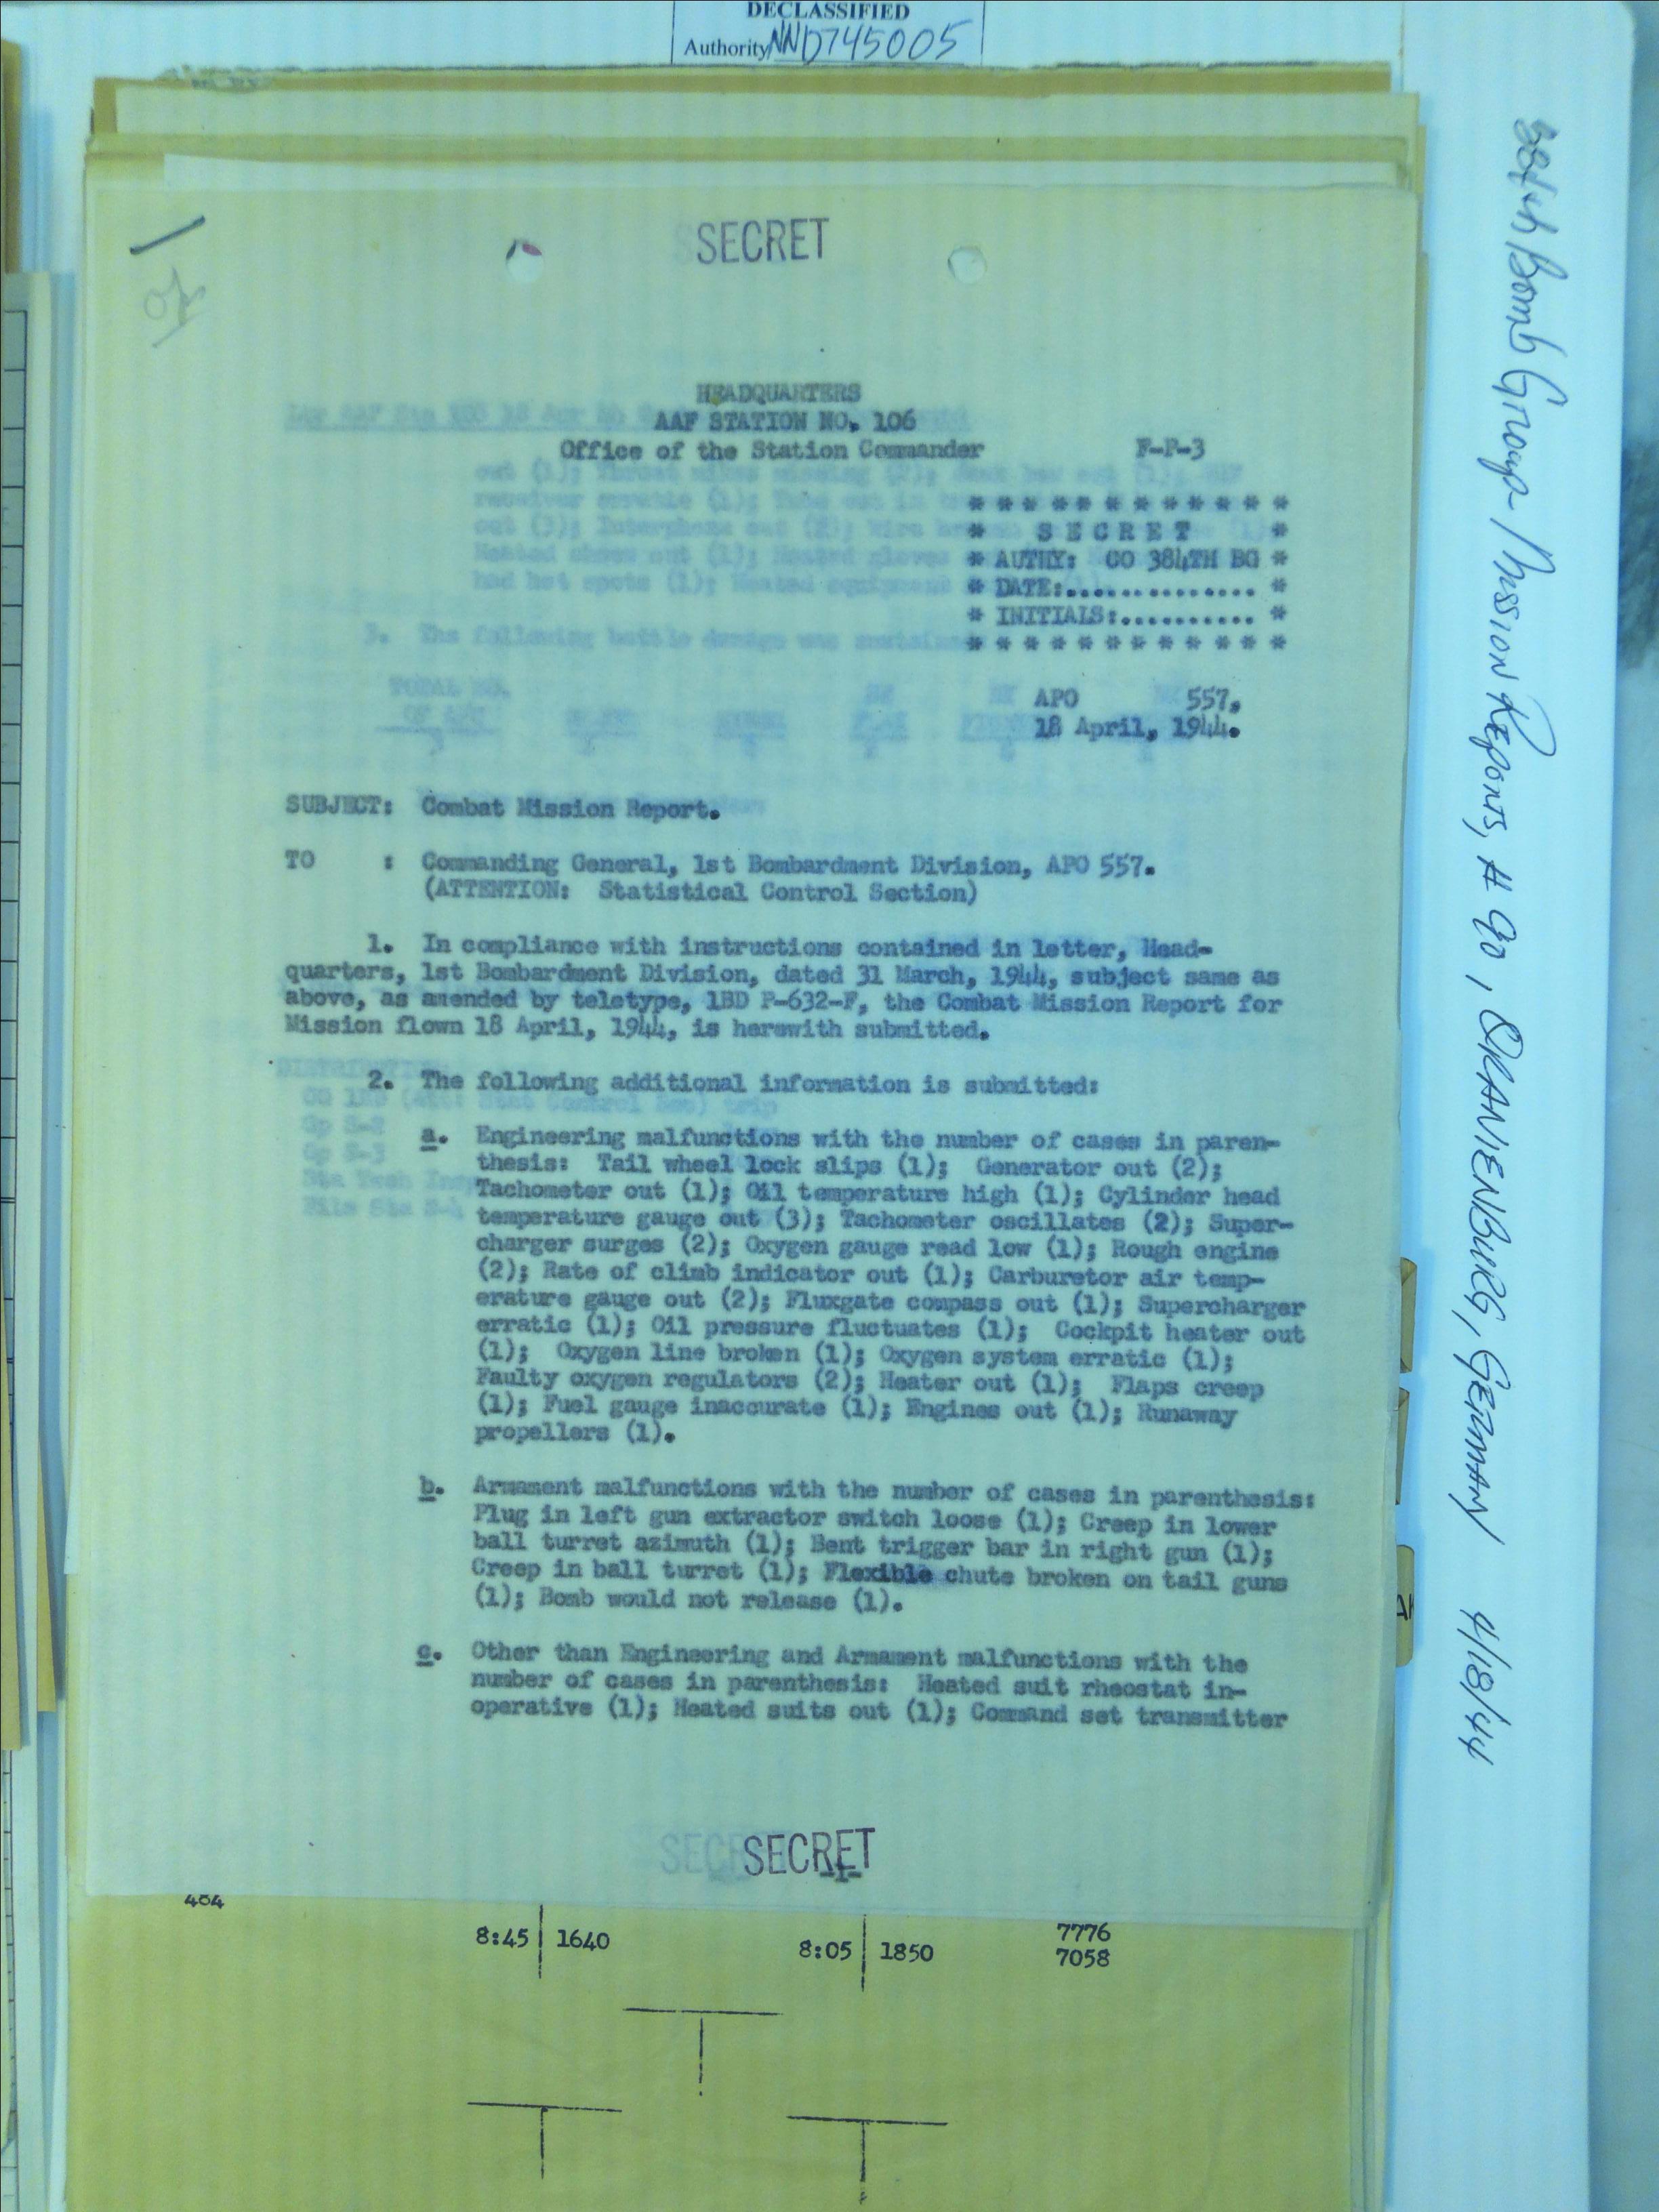 DECLASSIFIED
Authority NND745005
SECRET
HEADQUARTERS
AAF STATION NO. 106
Office of the Station Commander F-P-3
* * * * * * * * * * * *
* S E C R E T *
* AUTHY: CO 384TH BG *
* DATE:............... *
* INITIALS:.......... *
* * * * * * * * * * * *
APO 557,
18 April, 1944.
SUBJECT: Combat Mission Report.
TO : Commanding General, 1st Bombardment Division, APO 557.
(ATTENTION: Statistical Control Section)
1. In compliance with instructions contained in letter, Head-
quarters, 1st Bombardment Division, dated 31 March, 1944, subject same as
above, as amended by teletype, 1BD P-632-F, the Combat Mission Report for
Mission flown 18 April, 1944, is herewith submitted.
2. The following additional information is submitted:
a. Engineering malfunctions with the number of cases in paren-
thesis: Tail wheel lock slips (1); Generator out (2);
Tachometer out (1); Oil temperature high (1); Cylinder head
temperature gauge out (3); Tachometer oscillates (2); Super-
charger surges (2); Oxygen gauge read low (1); Rough engine
(2); Rate of climb indicator out (1); Carburetor air temp-
erature gauge out (2); Fluxgate compass out (1); Supercharger
erratic (1); Oil pressure fluctuates (1); Cockpit heater out
(1); Oxygen line broken (1); Oxygen system erratic (1);
Faulty oxygen regulators (2); Heater out (1); Flaps creep
(1); Fuel gauge inaccurate (1); Engines out (1); Runaway
propellers (1).
b. Armament malfunctions with the number of cases in parenthesis:
Plug in left gun extractor switch loose (1); Creep in lower
ball turret azimuth (1); Bent trigger bar in right gun (1);
Creep in ball turret (1); Flexible chute broken on tail guns
(1); Bomb would not release (1).
c. Other than Engineering and Armament malfunctions with the
number of cases in parenthesis: Heated suit rheostat in-
operative (1); Heated suits out (1); Command set transmitter
SECRET
-1-
484
8:45 1640 8:05 1850 7776
7058
384th Bomb Group / Mission Reports, # 90, ORANIENBURG, GERMANY 4/18/44